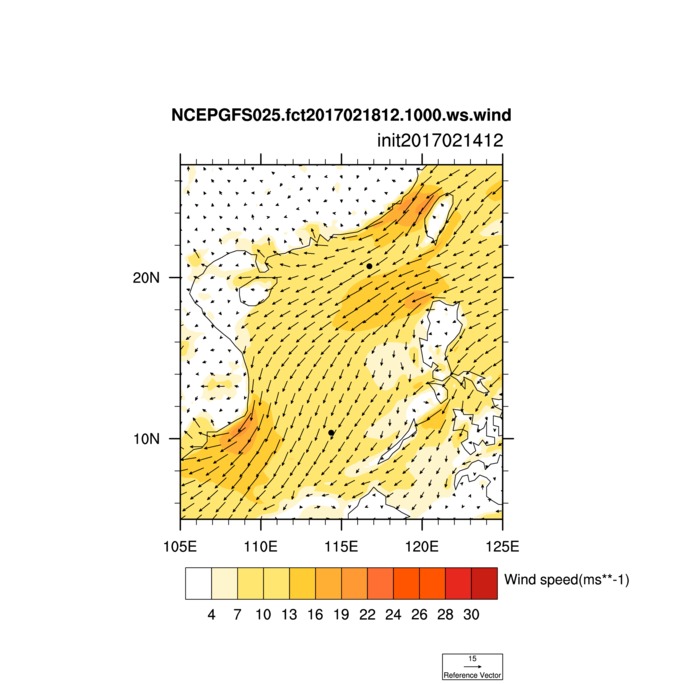 NCEPGFS025.fct2017021812.1000.ws.wind
init2017021412
20N
10N
105E 110E 115E 120E 125E
Wind speed(ms**-1)
4 7 10 13 16 19 22 24 26 28 30
15
Reference Vector